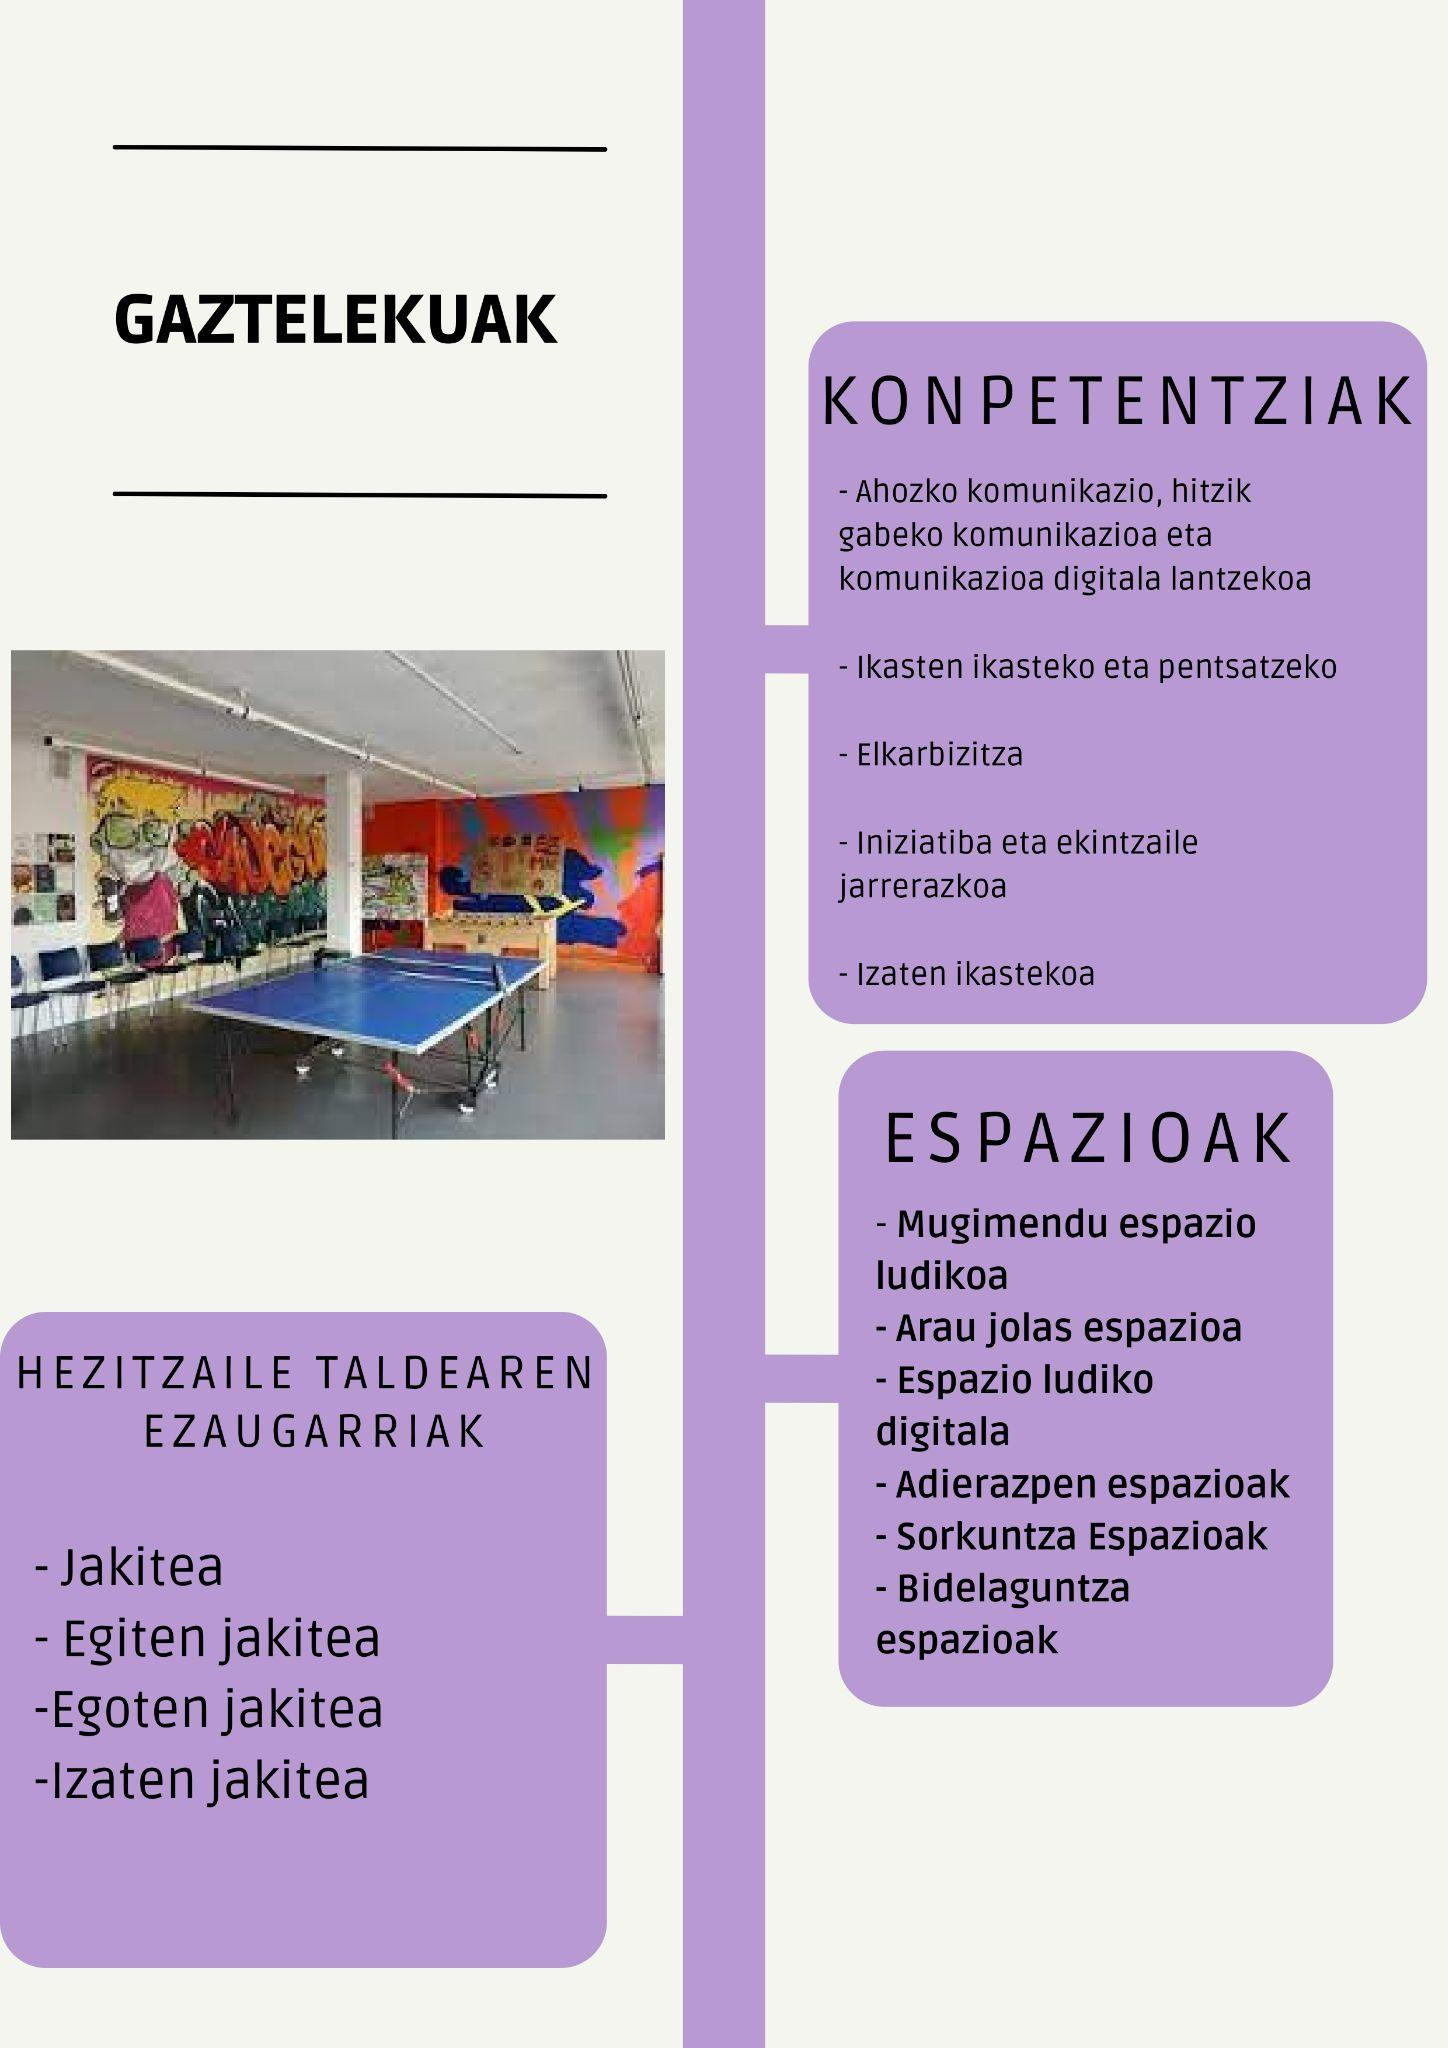 GAZTELEKUAK
KONPETENTZIAK
- Ahozko komunikazio, hitzik
gabeko komunikazioa eta
komunikazioa digitala lantzekoa
- Ikasten ikasteko eta pentsatzeko
- Elkarbizitza
- Iniziatiba eta ekintzaile
jarrerazkoa
- Izaten ikastekoa
ESPAZIOAK
- Mugimendu espazio
ludikoa
- Arau jolas espazioa
- Espazio ludiko
digitala
- Adierazpen espazioak
- Sorkuntza Espazioak
- Bidelaguntza
espazioak
HEZITZAILE TALDEAREN
EZAUGARRIAK
- Jakitea
- Egiten jakitea
-Egoten jakitea
-Izaten jakitea